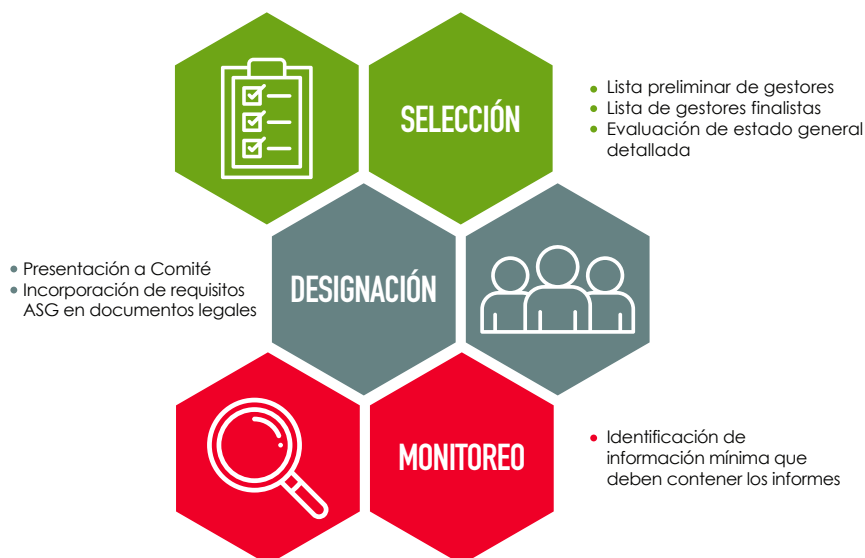 SELECCIÓN
• Lista preliminar de gestores
• Lista de gestores finalistas
• Evaluación de estado general
detallada
• Presentación a Comité
• Incorporación de requisitos
ASG en documentos legales
DESIGNACIÓN
MONITOREO
• Identificación de
información mínima que
deben contener los informes